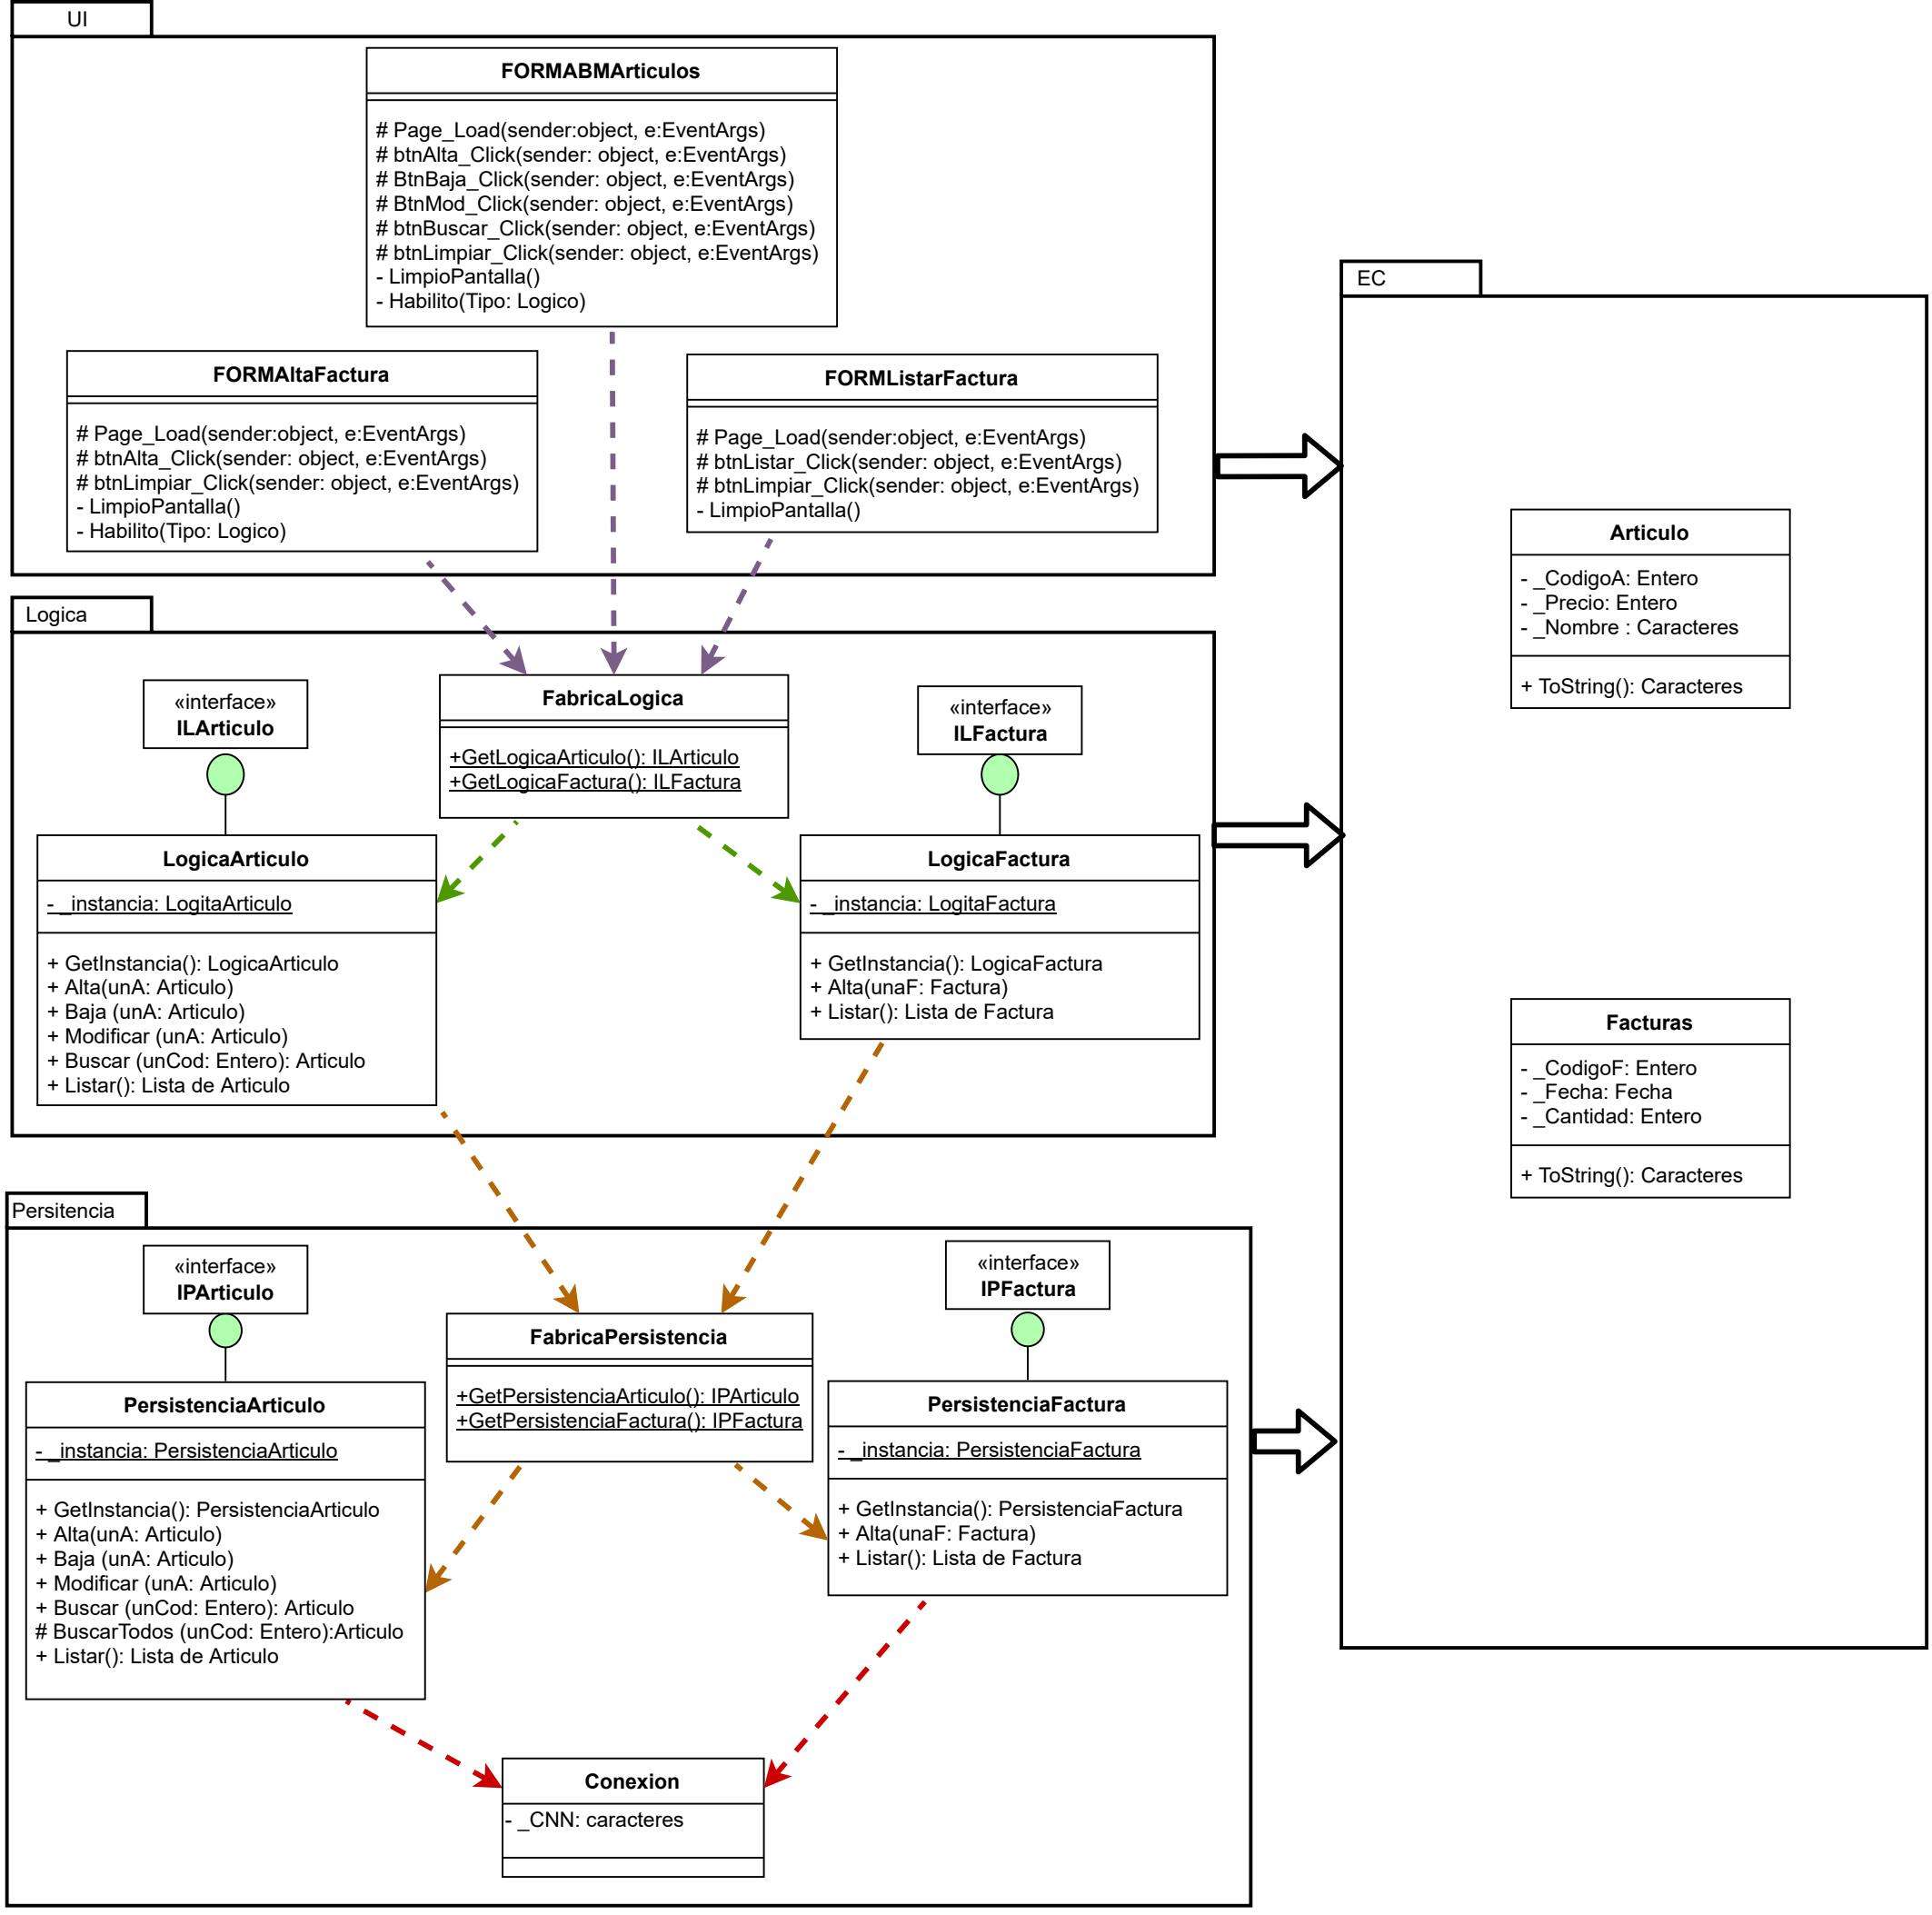 UI
FORMABMArticulos
# Page_Load(sender:object, e:EventArgs)
# btnAlta_Click(sender: object, e:EventArgs)
# BtnBaja_Click(sender: object, e:EventArgs)
# BtnMod_Click(sender: object, e:EventArgs)
# btnBuscar_Click(sender: object, e:EventArgs)
# btnLimpiar_Click(sender: object, e:EventArgs)
- LimpioPantalla()
- Habilito(Tipo: Logico)
FORMAltaFactura
# Page_Load(sender:object, e:EventArgs)
# btnAlta_Click(sender: object, e:EventArgs)
# btnLimpiar_Click(sender: object, e:EventArgs)
- LimpioPantalla()
- Habilito(Tipo: Logico)
FORMListarFactura
# Page_Load(sender:object, e:EventArgs)
# btnListar_Click(sender: object, e:EventArgs)
# btnLimpiar_Click(sender: object, e:EventArgs)
- LimpioPantalla()
Logica
«interface»
ILArticulo
FabricaLogica
+GetLogicaArticulo(): ILArticulo
+GetLogicaFactura(): ILFactura
«interface»
ILFactura
LogicaArticulo
- _instancia: LogitaArticulo
+ GetInstancia(): LogicaArticulo
+ Alta(unA: Articulo)
+ Baja (unA: Articulo)
+ Modificar (unA: Articulo)
+ Buscar (unCod: Entero): Articulo
+ Listar(): Lista de Articulo
LogicaFactura
- _instancia: LogitaFactura
+ GetInstancia(): LogicaFactura
+ Alta(unaF: Factura)
+ Listar(): Lista de Factura
Persitencia
«interface»
IPArticulo
FabricaPersistencia
+GetPersistenciaArticulo(): IPArticulo
+GetPersistenciaFactura(): IPFactura
«interface»
IPFactura
PersistenciaArticulo
- _instancia: PersistenciaArticulo
+ GetInstancia(): PersistenciaArticulo
+ Alta(unA: Articulo)
+ Baja (unA: Articulo)
+ Modificar (unA: Articulo)
+ Buscar (unCod: Entero): Articulo
# BuscarTodos (unCod: Entero):Articulo
+ Listar(): Lista de Articulo
PersistenciaFactura
- _instancia: PersistenciaFactura
+ GetInstancia(): PersistenciaFactura
+ Alta(unaF: Factura)
+ Listar(): Lista de Factura
Conexion
- _CNN: caracteres
EC
Articulo
- _CodigoA: Entero
- _Precio: Entero
- _Nombre : Caracteres
+ ToString(): Caracteres
Facturas
- _CodigoF: Entero
- _Fecha: Fecha
- _Cantidad: Entero
+ ToString(): Caracteres